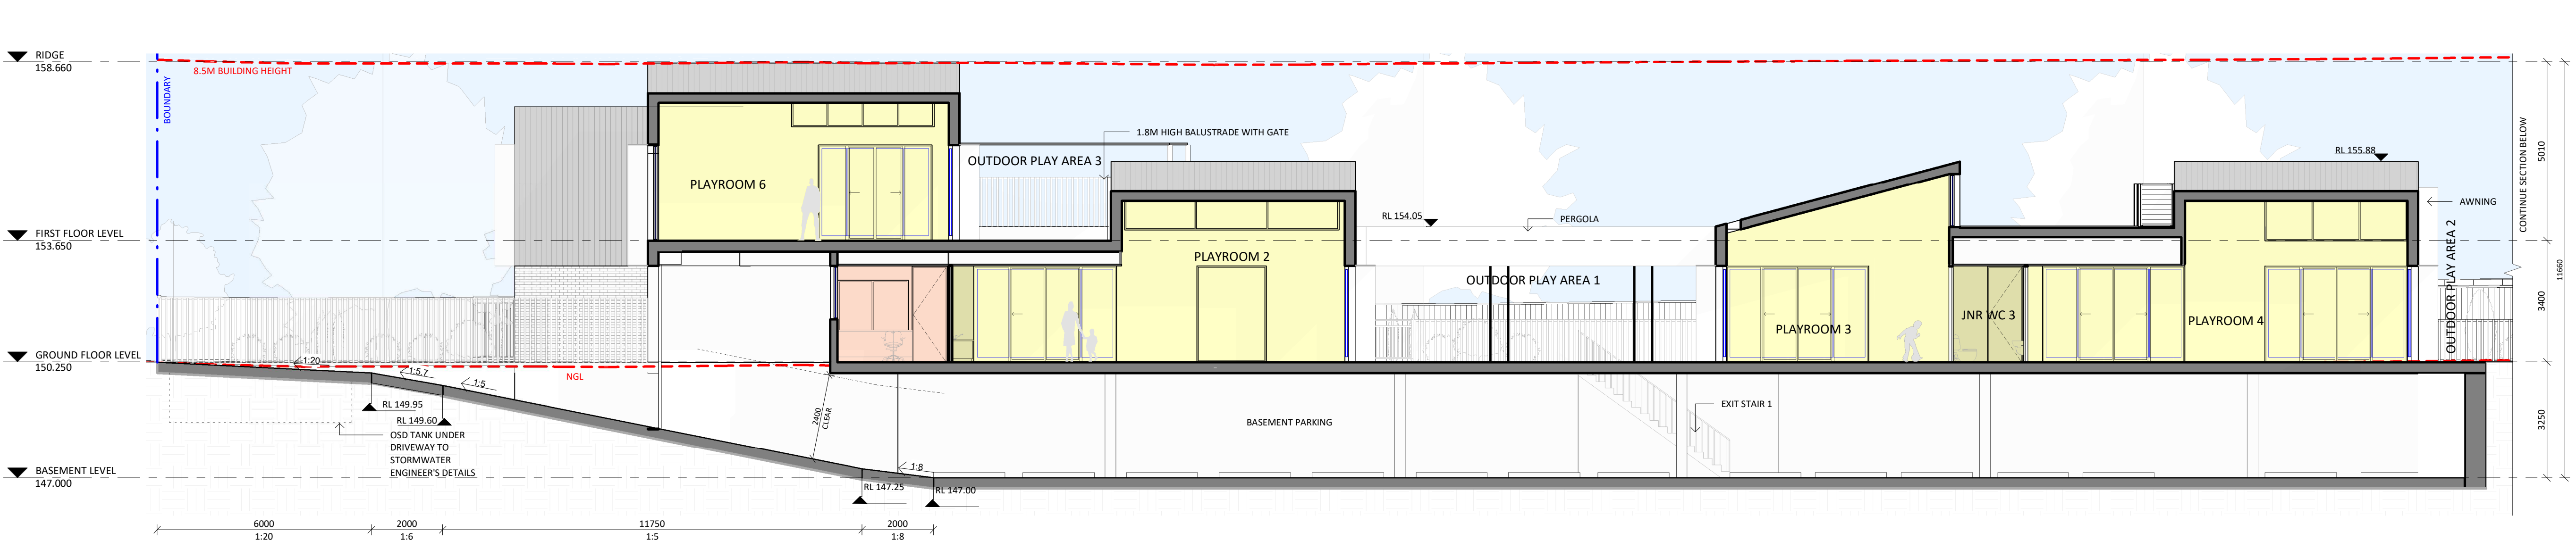 RIDGE
158.660
8.5M BUILDING HEIGHT
BOUNDARY
1.8M HIGH BALUSTRADE WITH GATE
OUTDOOR PLAY AREA 3
PLAYROOM 6
RL 155.88
CONTINUE SECTION BELOW
5010
AWNING
RL 154.05
PERGOLA
FIRST FLOOR LEVEL
153.650
PLAYROOM 2
OUTDOOR PLAY AREA 1
OUTDOOR PLAY AREA 2
11660
3400
PLAYROOM 3
JNR WC 3
PLAYROOM 4
GROUND FLOOR LEVEL
150.250
1:20
1:5.7
1:5
NGL
RL 149.95
RL 149.60
2400
CLEAR
EXIT STAIR 1
BASEMENT PARKING
3250
OSD TANK UNDER
DRIVEWAY TO
STORMWATER
ENGINEER'S DETAILS
1:8
BASEMENT LEVEL
147.000
RL 147.25
RL 147.00
6000
2000
11750
2000
1:20
1:6
1:5
1:8